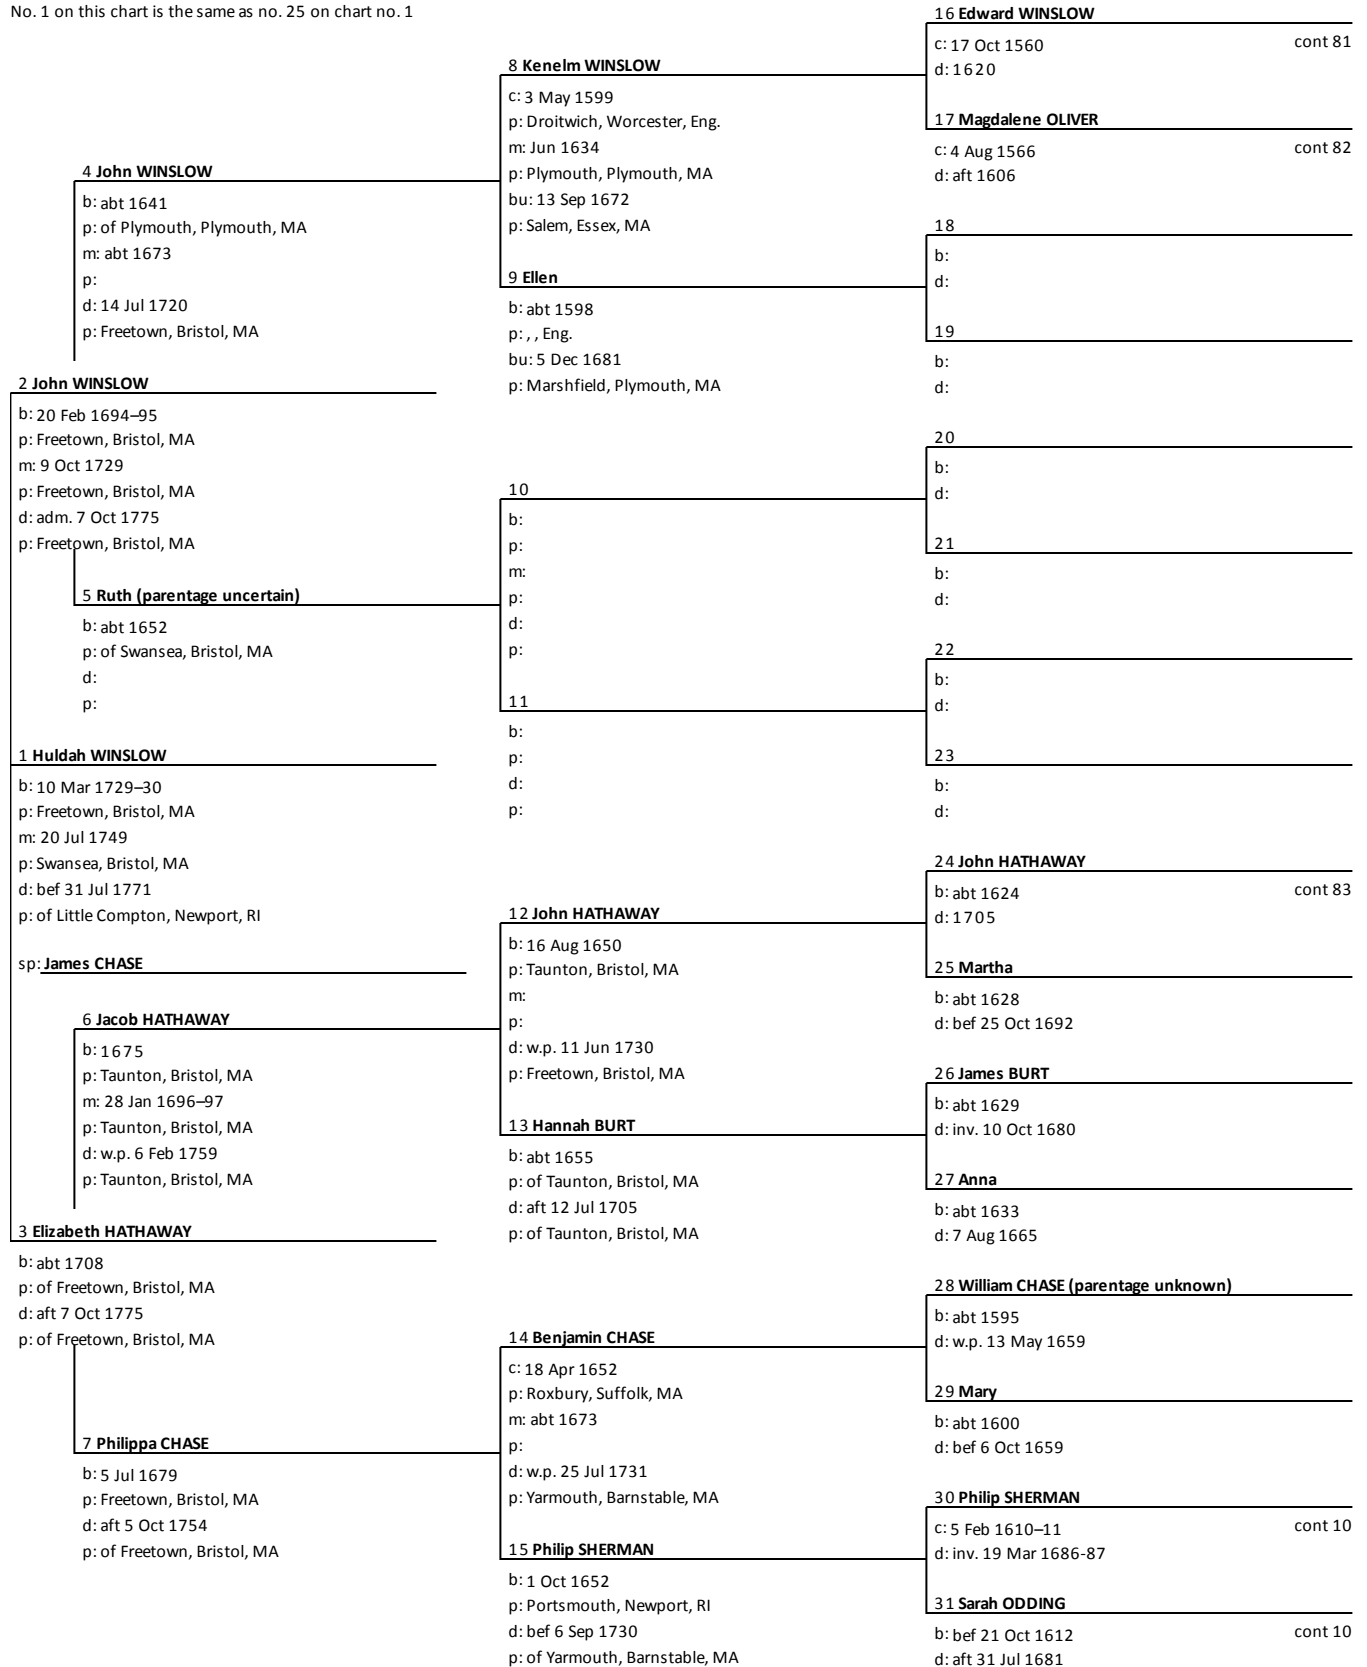 No. 1 on this chart is the same as no. 25 on chart no. 1
16 Edward WINSLOW
c: 17 Oct 1560 cont 81
d: 1620
8 Kenelm WINSLOW
c: 3 May 1599
p: Droitwich, Worcester, Eng.
m: Jun 1634
p: Plymouth, Plymouth, MA
bu: 13 Sep 1672
p: Salem, Essex, MA
17 Magdalene OLIVER
c: 4 Aug 1566 cont 82
d: aft 1606
4 John WINSLOW
b: abt 1641
p: of Plymouth, Plymouth, MA
m: abt 1673
p:
d: 14 Jul 1720
p: Freetown, Bristol, MA
18
b:
d:
9 Ellen
b: abt 1598
p: , , Eng.
bu: 5 Dec 1681
p: Marshfield, Plymouth, MA
19
b:
d:
2 John WINSLOW
b: 20 Feb 1694–95
p: Freetown, Bristol, MA
m: 9 Oct 1729
p: Freetown, Bristol, MA
d: adm. 7 Oct 1775
p: Freetown, Bristol, MA
20
b:
d:
10
b:
p:
m:
p:
d:
p:
21
b:
d:
5 Ruth (parentage uncertain)
b: abt 1652
p: of Swansea, Bristol, MA
d:
p:
22
b:
d:
11
b:
p:
d:
p:
23
b:
d:
1 Huldah WINSLOW
b: 10 Mar 1729–30
p: Freetown, Bristol, MA
m: 20 Jul 1749
p: Swansea, Bristol, MA
d: bef 31 Jul 1771
p: of Little Compton, Newport, RI
sp: James CHASE
24 John HATHAWAY
b: abt 1624 cont 83
d: 1705
12 John HATHAWAY
b: 16 Aug 1650
p: Taunton, Bristol, MA
m:
p:
d: w.p. 11 Jun 1730
p: Freetown, Bristol, MA
25 Martha
b: abt 1628
d: bef 25 Oct 1692
6 Jacob HATHAWAY
b: 1675
p: Taunton, Bristol, MA
m: 28 Jan 1696–97
p: Taunton, Bristol, MA
d: w.p. 6 Feb 1759
p: Taunton, Bristol, MA
26 James BURT
b: abt 1629
d: inv. 10 Oct 1680
13 Hannah BURT
b: abt 1655
p: of Taunton, Bristol, MA
d: aft 12 Jul 1705
p: of Taunton, Bristol, MA
27 Anna
b: abt 1633
d: 7 Aug 1665
3 Elizabeth HATHAWAY
b: abt 1708
p: of Freetown, Bristol, MA
d: aft 7 Oct 1775
p: of Freetown, Bristol, MA
28 William CHASE (parentage unknown)
b: abt 1595
d: w.p. 13 May 1659
14 Benjamin CHASE
c: 18 Apr 1652
p: Roxbury, Suffolk, MA
m: abt 1673
p:
d: w.p. 25 Jul 1731
p: Yarmouth, Barnstable, MA
29 Mary
b: abt 1600
d: bef 6 Oct 1659
7 Philippa CHASE
b: 5 Jul 1679
p: Freetown, Bristol, MA
d: aft 5 Oct 1754
p: of Freetown, Bristol, MA
30 Philip SHERMAN
c: 5 Feb 1610–11 cont 10
d: inv. 19 Mar 1686-87
15 Philip SHERMAN
b: 1 Oct 1652
p: Portsmouth, Newport, RI
d: bef 6 Sep 1730
p: of Yarmouth, Barnstable, MA
31 Sarah ODDING
b: bef 21 Oct 1612 cont 10
d: aft 31 Jul 1681